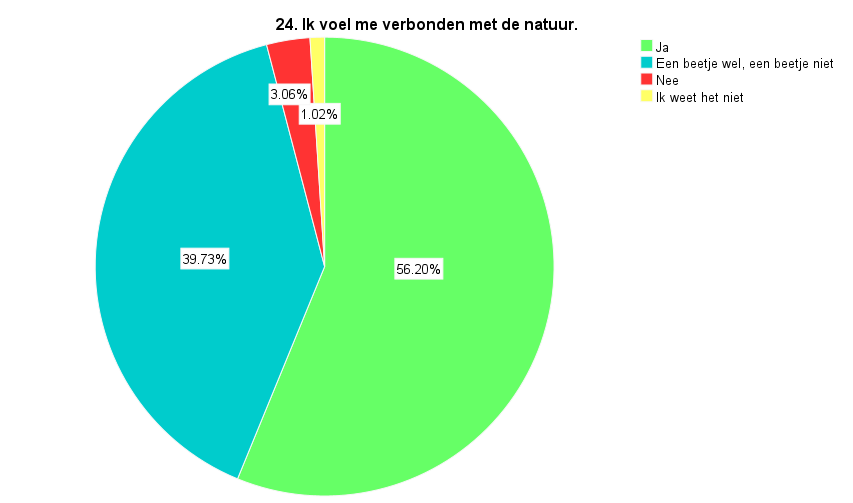 24. Ik voel me verbonden met de natuur.
Ja
Een beetje wel, een beetje niet
Nee
Ik weet het niet
3.06%
1.02%
39.73%
56.20%